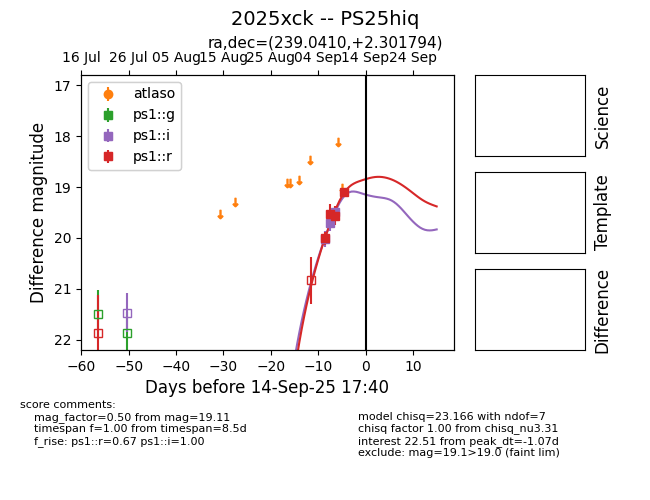 2025xck -- PS25hiq
ra,dec=(239.0410,+2.301794)
16 Jul 26 Jul 05 Aug 15 Aug 25 Aug 04 Sep 14 Sep 24 Sep
17
18
19
20
21
22
Difference magnitude
atlaso
ps1::g
ps1::i
ps1::r
−60 −50 −40 −30 −20 −10 0 10
Days before 14-Sep-25 17:40
Science
Template
Difference
score comments:
mag_factor=0.50 from mag=19.11
timespan f=1.00 from timespan=8.5d
f_rise: ps1::r=0.67 ps1::i=1.00
model chisq=23.166 with ndof=7
chisq factor 1.00 from chisq_nu3.31
interest 22.51 from peak_dt=-1.07d
exclude: mag=19.1>19.0 (faint lim)